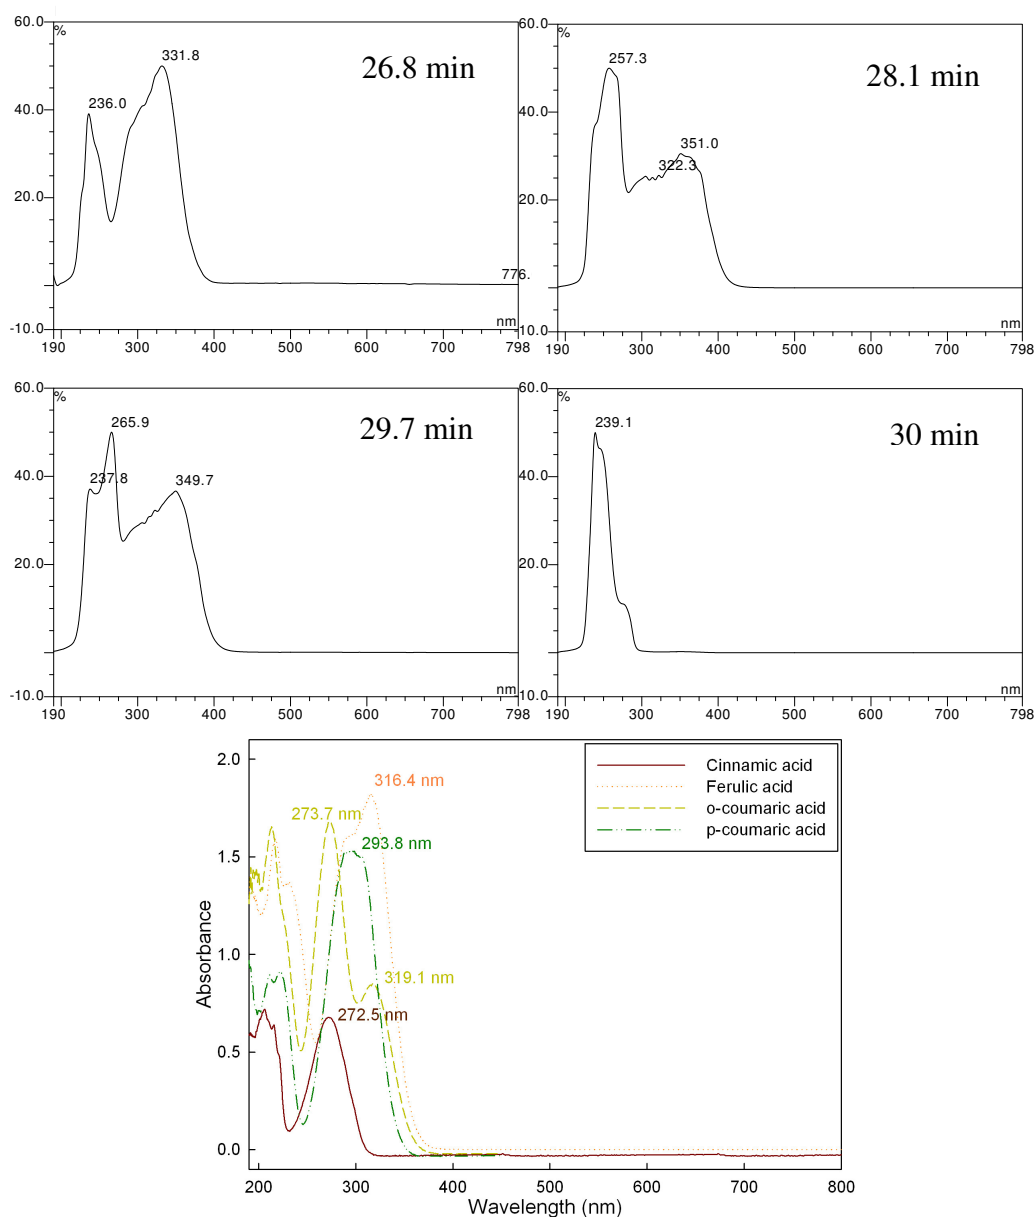 60.0
%
331.8
26.8 min
236.0
40.0
20.0
776.
-10.0
nm
190 300 400 500 600 700 798
60.0
%
257.3
28.1 min
40.0
351.0
322.3
20.0
-10.0
nm
190 300 400 500 600 700 798
60.0
%
265.9
29.7 min
237.8
349.7
40.0
20.0
-10.0
nm
190 300 400 500 600 700 798
60.0
%
239.1
30 min
40.0
20.0
-10.0
nm
190 300 400 500 600 700 798
2.0
1.5
1.0
0.5
0.0
Absorbance
316.4 nm
273.7 nm
293.8 nm
319.1 nm
272.5 nm
Cinnamic acid
Ferulic acid
o-coumaric acid
p-coumaric acid
200 300 400 500 600 700 800
Wavelength (nm)